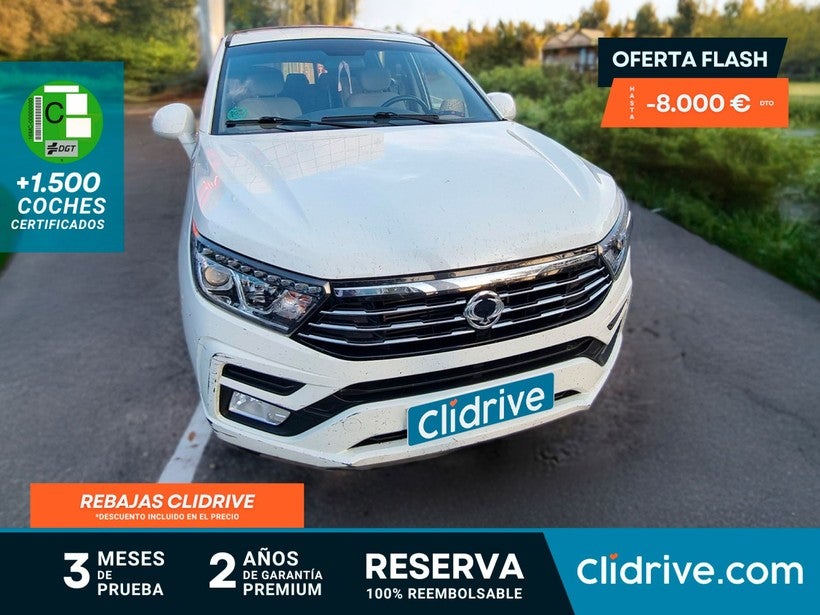 OFERTA FLASH
HASTA
-8.000 €
DTO
C
DGT
+1.500
COCHES
CERTIFICADOS
Clidrive
REBAJAS CLIDRIVE
*DESCUENTO INCLUIDO EN EL PRECIO
3 MESES DE PRUEBA
2 AÑOS DE GARANTÍA PREMIUM
RESERVA
100% REEMBOLSABLE
Clidrive.com